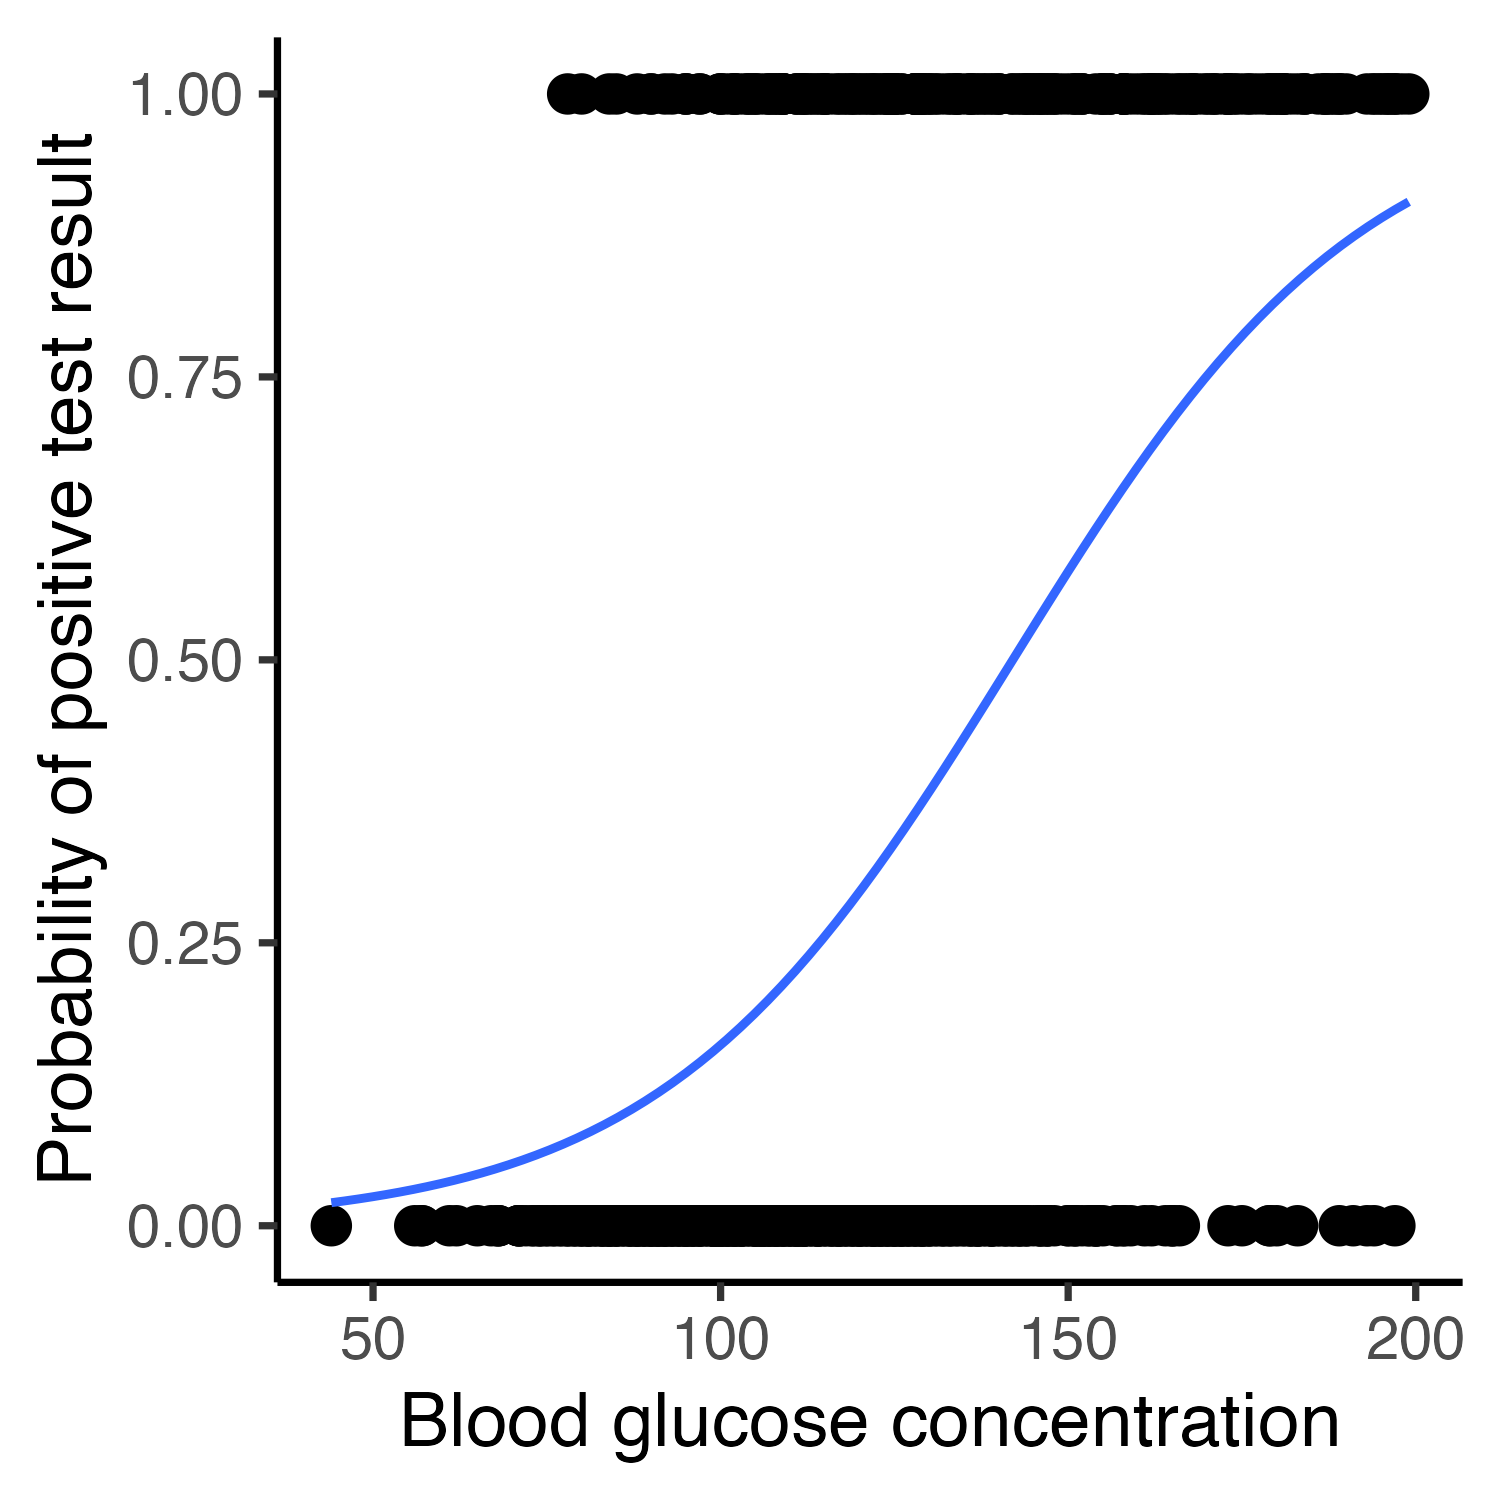 Probability of positive test result
1.00
0.75
0.50
0.25
0.00
50 100 150 200
Blood glucose concentration